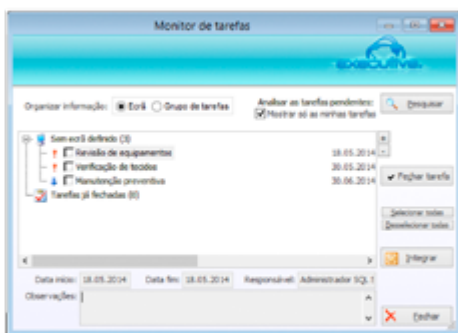 Monitor de tarefas
EXECUTIVE.
Organizar informação: Ecrã Grupo de tarefas
Analisar as tarefas pendentes:
Mostrar só as minhas tarefas
Pesquisar
Sem ecrã definido (3)
Revisão de equipamentos 18.05.2014
Verificação de tecidos 30.05.2014
Manutenção preventiva 30.06.2014
Tarefas já fechadas (0)
Fechar tarefa
Selecionar todas
Desselecionar todas
Integrar
Data início: 18.05.2014 Data fim: 18.05.2014 Responsável: Administrador SQL
Observações:
Fechar